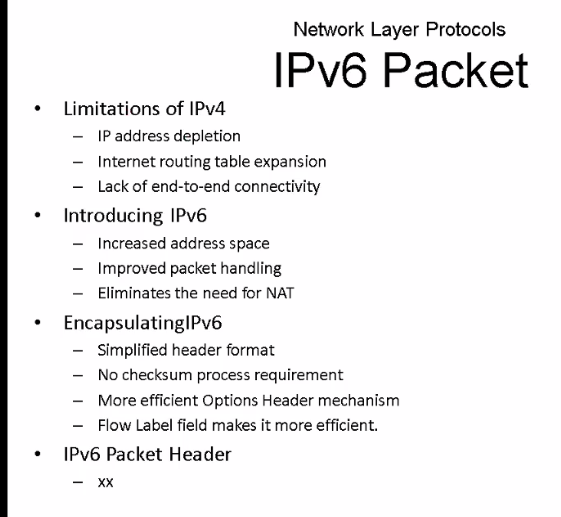 Network Layer Protocols
IPv6 Packet
• Limitations of IPv4
– IP address depletion
– Internet routing table expansion
– Lack of end-to-end connectivity
• Introducing IPv6
– Increased address space
– Improved packet handling
– Eliminates the need for NAT
• EncapsulatingIPv6
– Simplified header format
– No checksum process requirement
– More efficient Options Header mechanism
– Flow Label field makes it more efficient.
• IPv6 Packet Header
– xx